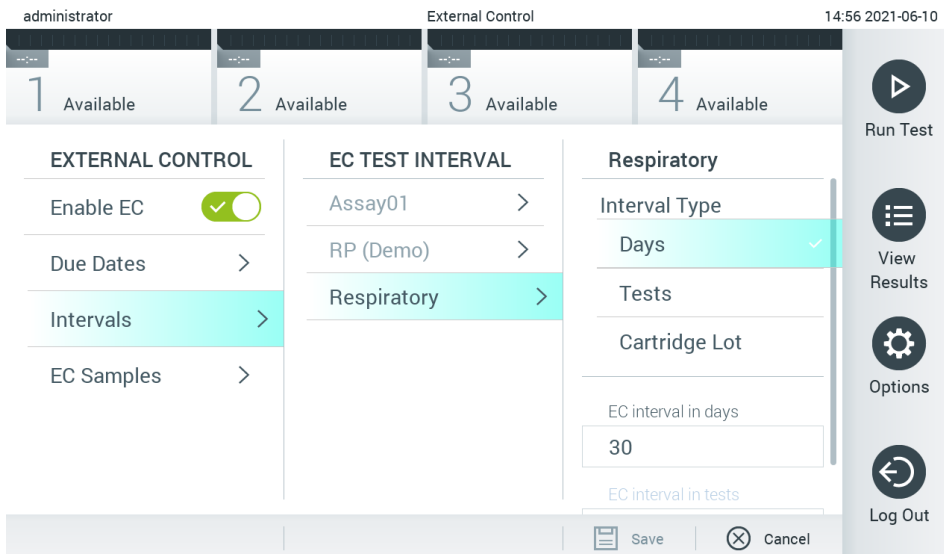 administrator
External Control
14:56 2021-06-10
--:--
1 Available
--:--
2 Available
--:--
3 Available
--:--
4 Available
Run Test
View
Results
Options
Log Out
EXTERNAL CONTROL
Enable EC
Due Dates
Intervals
EC Samples
EC TEST INTERVAL
Assay01
RP (Demo)
Respiratory
Respiratory
Interval Type
Days
Tests
Cartridge Lot
EC interval in days
30
EC interval in tests
Save
Cancel